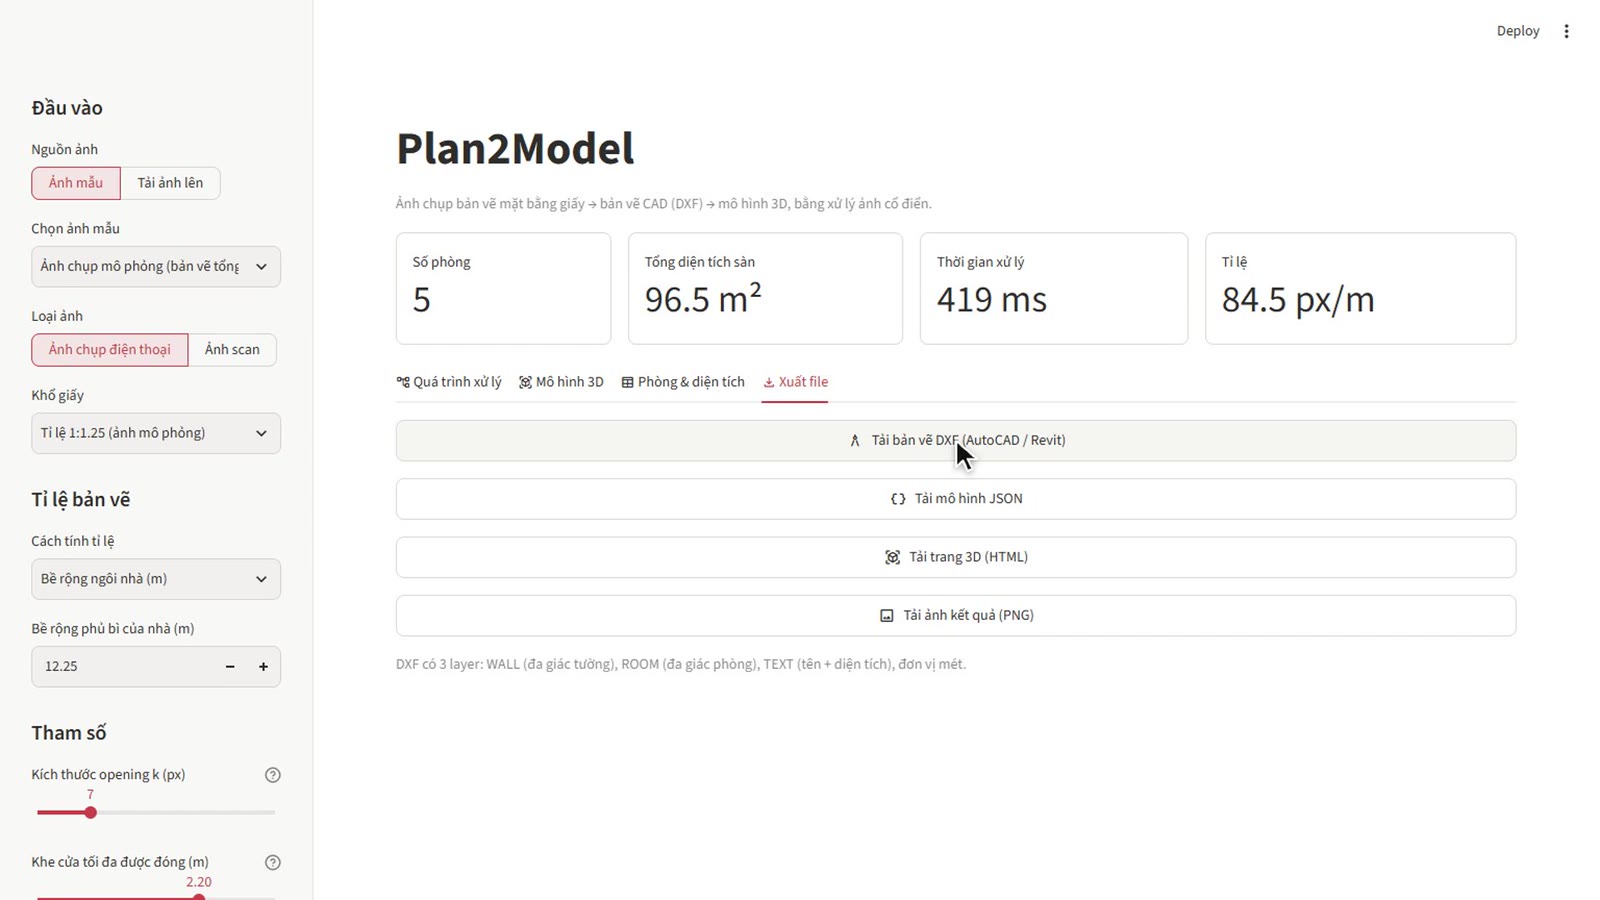 Deploy
Đầu vào
Nguồn ảnh
Ảnh mẫu
Tải ảnh lên
Chọn ảnh mẫu
Ảnh chụp mô phỏng (bản vẽ tổng
Loại ảnh
Ảnh chụp điện thoại
Ảnh scan
Khổ giấy
Tỉ lệ 1:1.25 (ảnh mô phỏng)
Tỉ lệ bản vẽ
Cách tính tỉ lệ
Bề rộng ngôi nhà (m)
Bề rộng phủ bì của nhà (m)
12.25
Tham số
Kích thước opening k (px)
7
Khe cửa tối đa được đóng (m)
2.20
Plan2Model
Ảnh chụp bản vẽ mặt bằng giấy → bản vẽ CAD (DXF) → mô hình 3D, bằng xử lý ảnh cổ điển.
Số phòng
5
Tổng diện tích sàn
96.5 m²
Thời gian xử lý
419 ms
Tỉ lệ
84.5 px/m
Quá trình xử lý
Mô hình 3D
Phòng & diện tích
Xuất file
Tải bản vẽ DXF (AutoCAD / Revit)
Tải mô hình JSON
Tải trang 3D (HTML)
Tải ảnh kết quả (PNG)
DXF có 3 layer: WALL (đa giác tường), ROOM (đa giác phòng), TEXT (tên + diện tích), đơn vị mét.